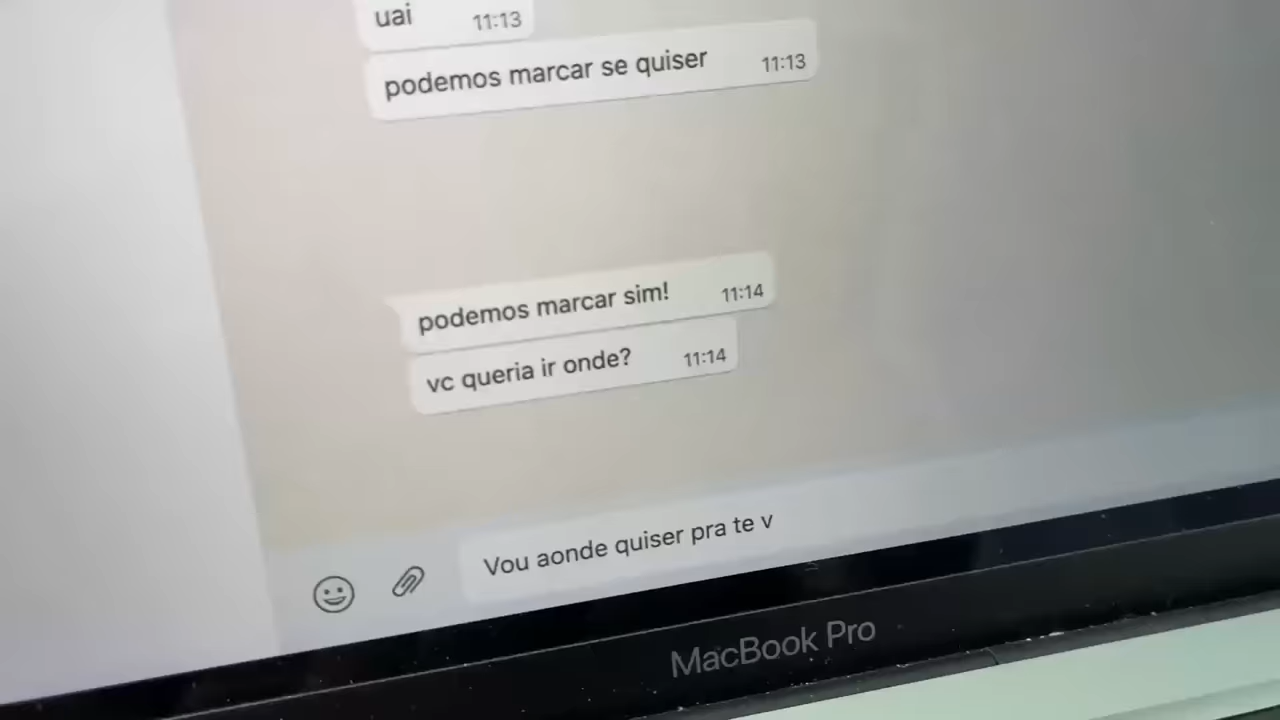 uai 11:13
podemos marcar se quiser 11:13
podemos marcar sim! 11:14
vc queria ir onde? 11:14
Vou aonde quiser pra te v
MacBook Pro